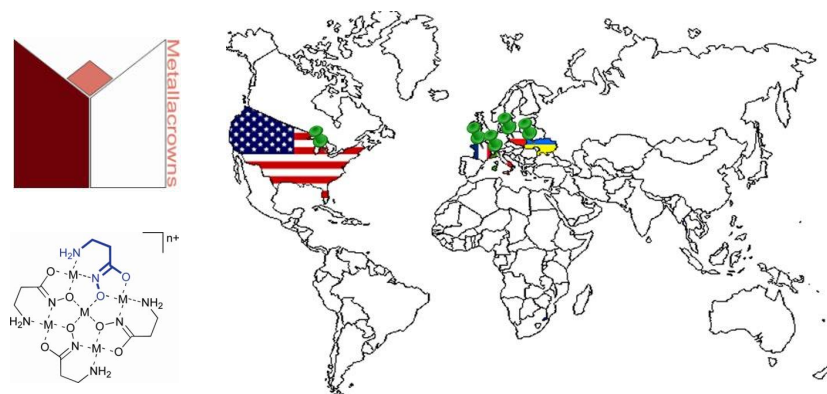 Metallacrowns
n+
H₂N
O M N O
N O O M NH₂
M
H₂N M O O N
O N M O
NH₂